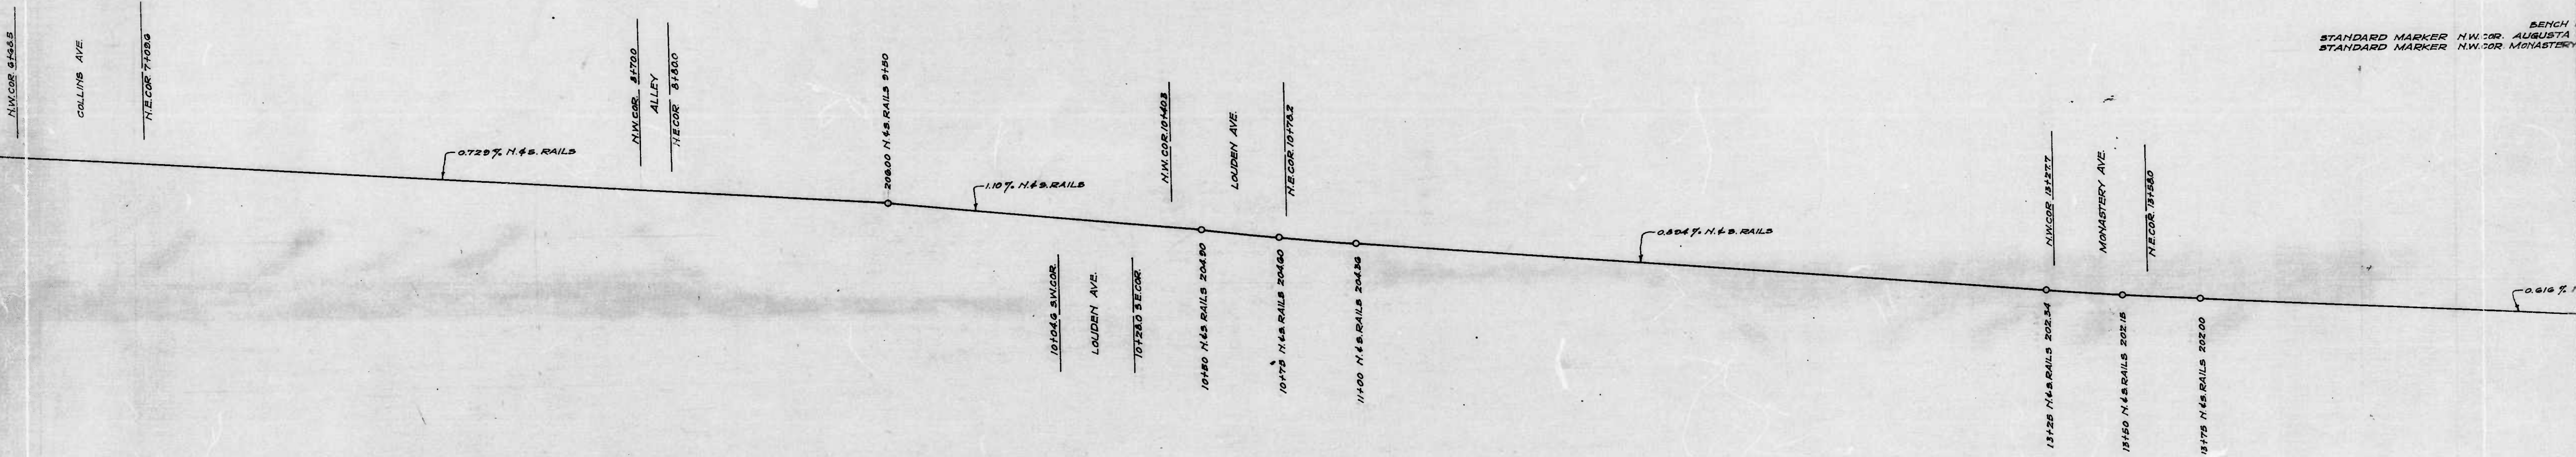 N.W.COR. 6+68.5
COLLINS AVE.
N.E.COR. 7+09.6
0.729% N.&S. RAILS
N.W.COR. 8+70.0
ALLEY
N.E.COR. 8+80.0
206.00 N.&S. RAILS 9+50
1.10% N.&S. RAILS
N.W.COR. 10+40.3
LOUDEN AVE.
N.E.COR. 10+78.2
10+04.6 S.W.COR.
LOUDEN AVE.
10+28.0 S.E.COR.
10+50 N.&S. RAILS 204.90
10+75 N.&S. RAILS 204.60
11+00 N.&S. RAILS 204.36
0.894% N.&S. RAILS
N.W.COR. 13+27.7
MONASTERY AVE.
N.E.COR. 13+58.0
13+25 N.&S. RAILS 202.34
13+50 N.&S. RAILS 202.15
13+75 N.&S. RAILS 202.00
0.616%
BENCH
STANDARD MARKER N.W.COR. AUGUSTA
STANDARD MARKER N.W.COR. MONASTERY